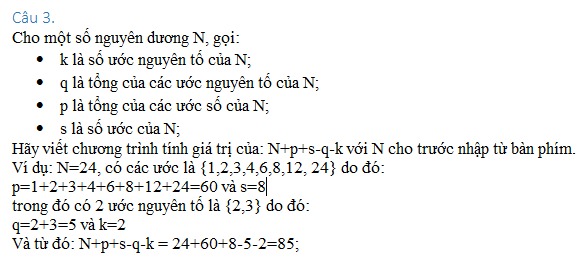 Câu 3.
Cho một số nguyên dương N, gọi:
• k là số ước nguyên tố của N;
• q là tổng của các ước nguyên tố của N;
• p là tổng của các ước số của N;
• s là số ước của N;
Hãy viết chương trình tính giá trị của: N+p+s-q-k với N cho trước nhập từ bàn phím.
Ví dụ: N=24, có các ước là {1,2,3,4,6,8,12, 24} do đó:
p=1+2+3+4+6+8+12+24=60 và s=8
trong đó có 2 ước nguyên tố là {2,3} do đó:
q=2+3=5 và k=2
Và từ đó: N+p+s-q-k = 24+60+8-5-2=85;